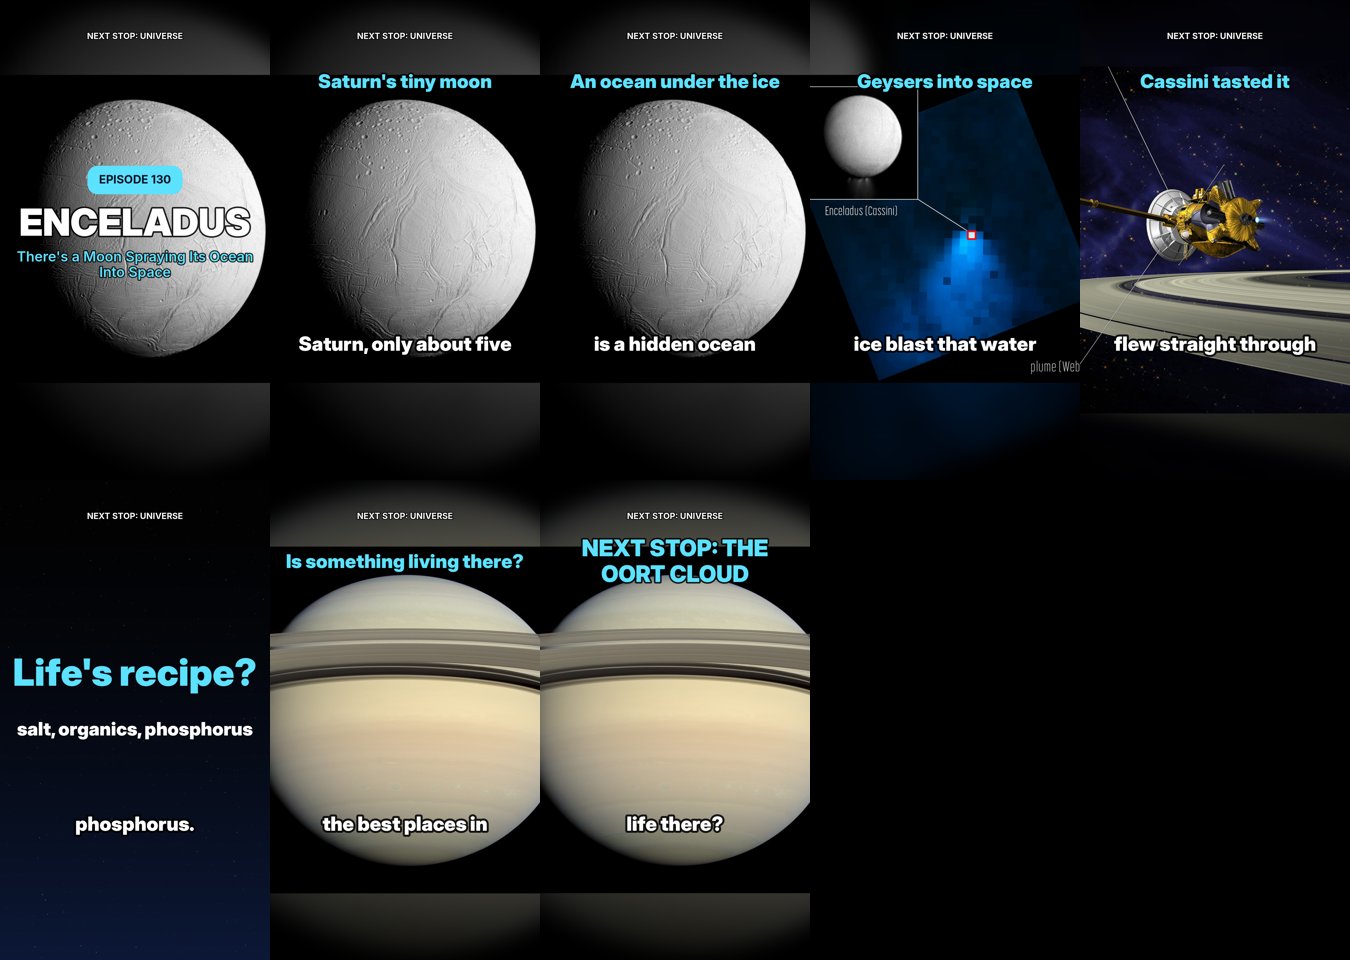 NEXT STOP: UNIVERSE
EPISODE 130
ENCELADUS
There's a Moon Spraying Its Ocean
Into Space
NEXT STOP: UNIVERSE
Saturn's tiny moon
Saturn, only about five
NEXT STOP: UNIVERSE
An ocean under the ice
is a hidden ocean
NEXT STOP: UNIVERSE
Geysers into space
Enceladus (Cassini)
ice blast that water
plume (Web
NEXT STOP: UNIVERSE
Cassini tasted it
flew straight through
NEXT STOP: UNIVERSE
Life's recipe?
salt, organics, phosphorus
phosphorus.
NEXT STOP: UNIVERSE
Is something living there?
the best places in
NEXT STOP: UNIVERSE
NEXT STOP: THE
OORT CLOUD
life there?